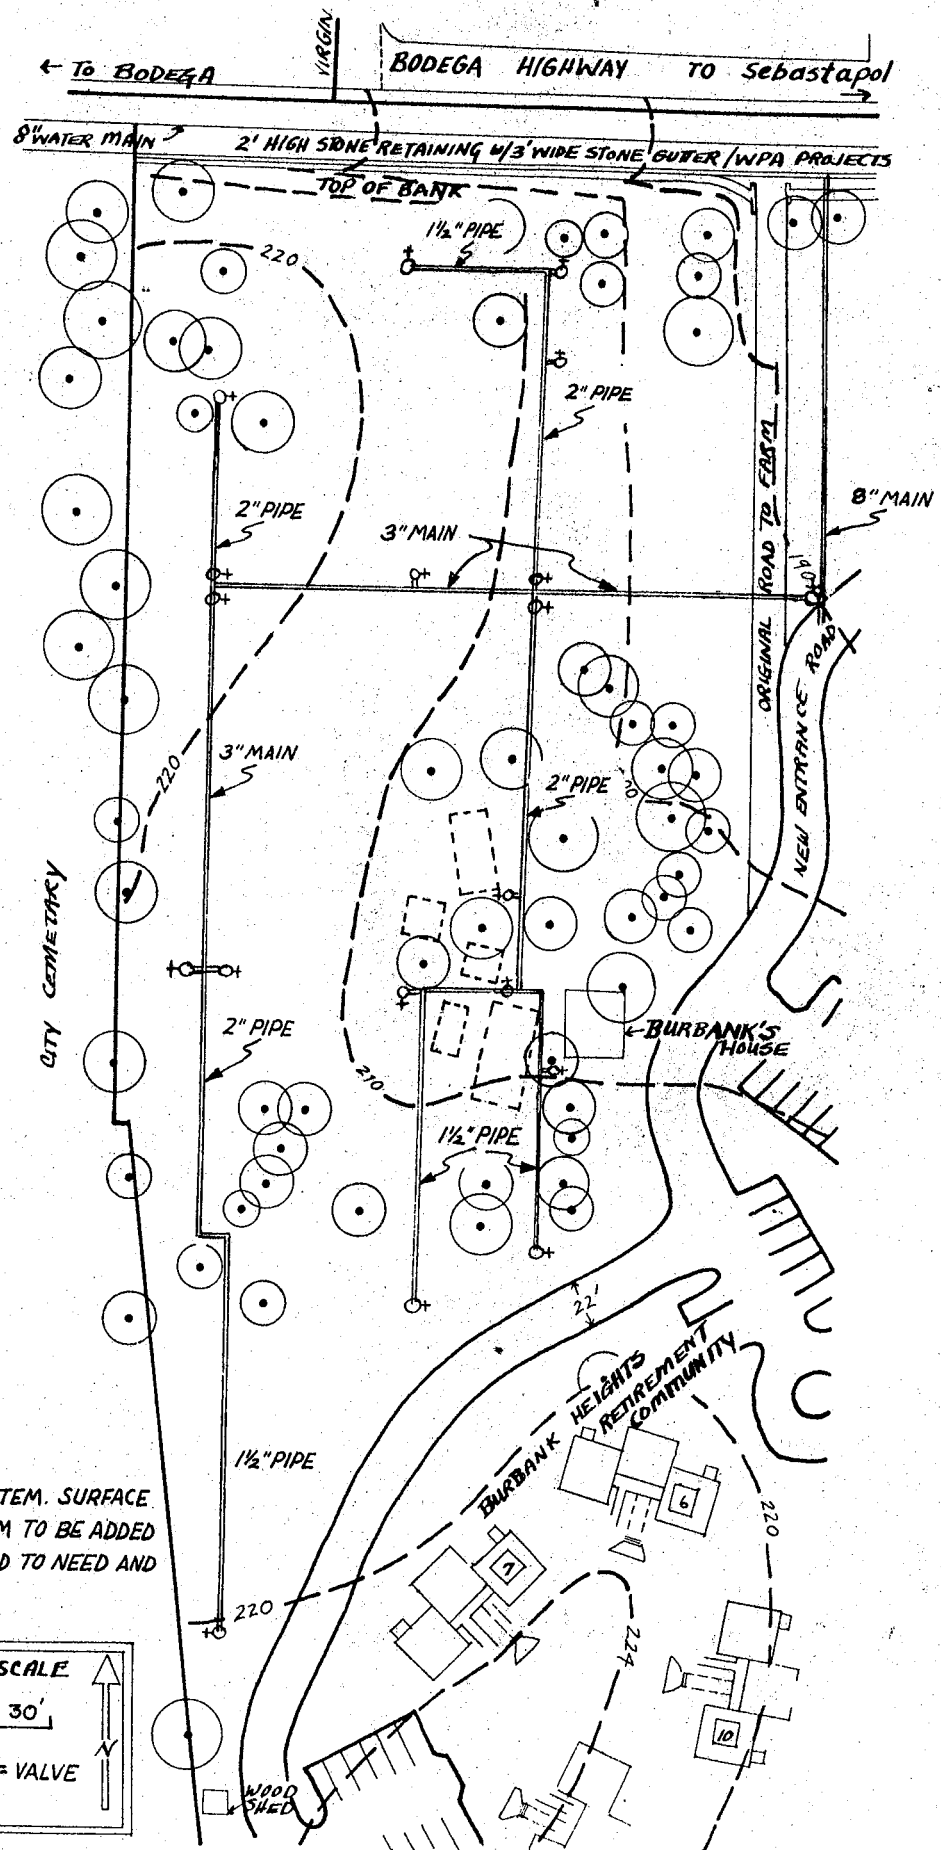 VIRGIN.
← To BODEGA
BODEGA HIGHWAY TO Sebastapol
8" WATER MAIN
2' HIGH STONE RETAINING W/3' WIDE STONE GUTTER/WPA PROJECTS
TOP OF BANK
1½" PIPE
220
2" PIPE
2" PIPE
3" MAIN
8" MAIN
ORIGINAL ROAD TO FARM
190
NEW ENTRANCE ROAD
3" MAIN
220
2" PIPE
CITY CEMETARY
2" PIPE
BURBANK'S
HOUSE
210
1½" PIPE
22'
BURBANK HEIGHTS
RETIREMENT
COMMUNITY
1½" PIPE
TEM. SURFACE
M TO BE ADDED
D TO NEED AND
6
7
220
220
224
10
SCALE
30'
N
= VALVE
WOOD
SHED